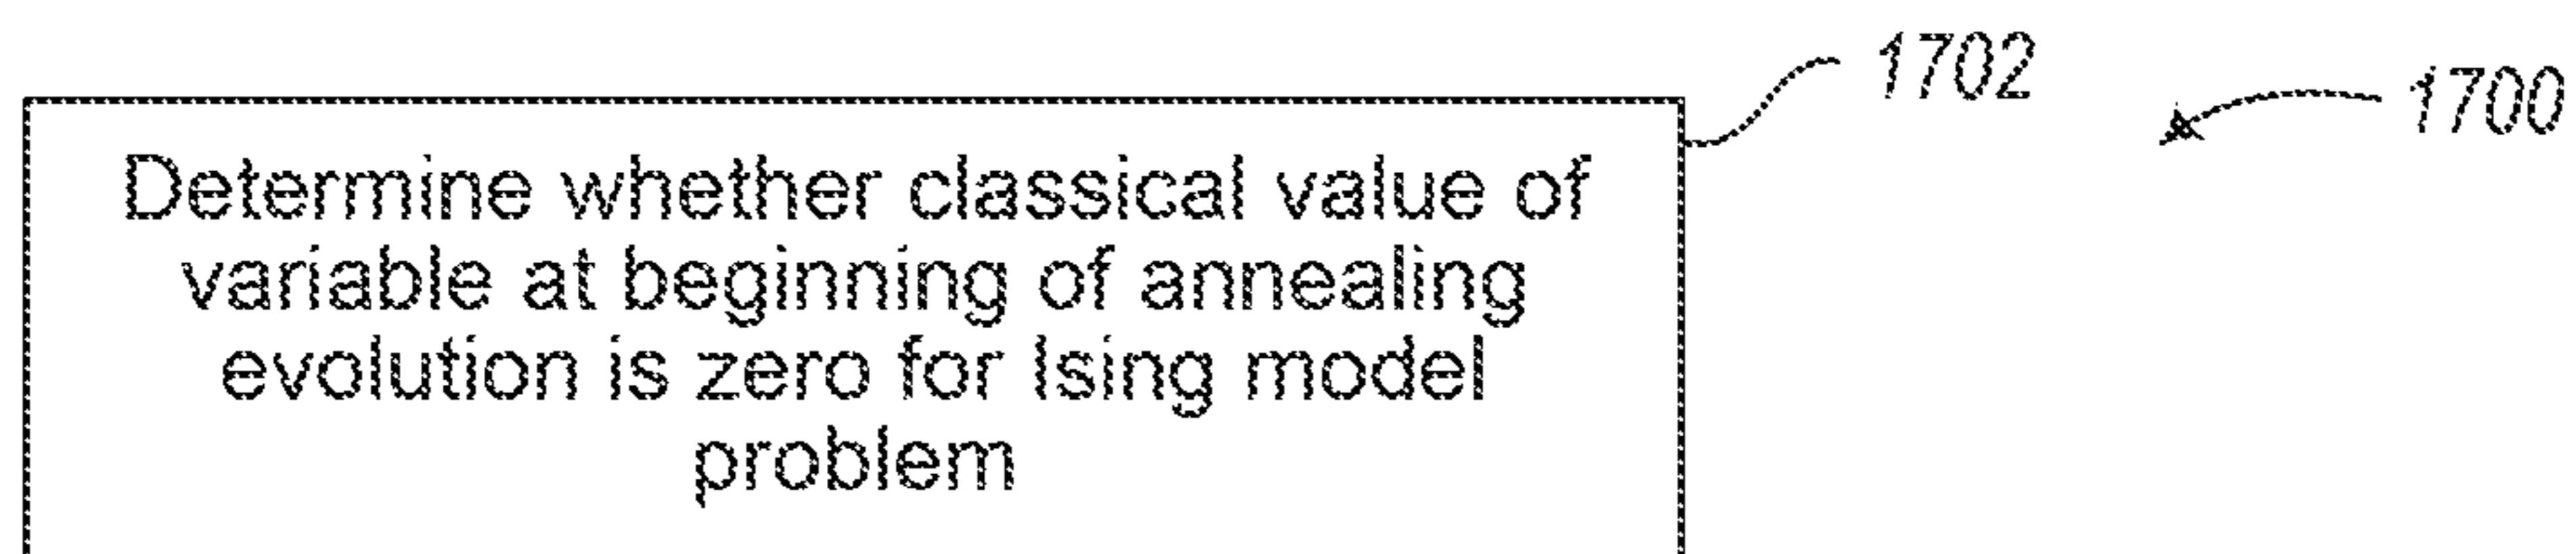 1702
1700
Determine whether classical value of
variable at beginning of annealing
evolution is zero for Ising model
problem